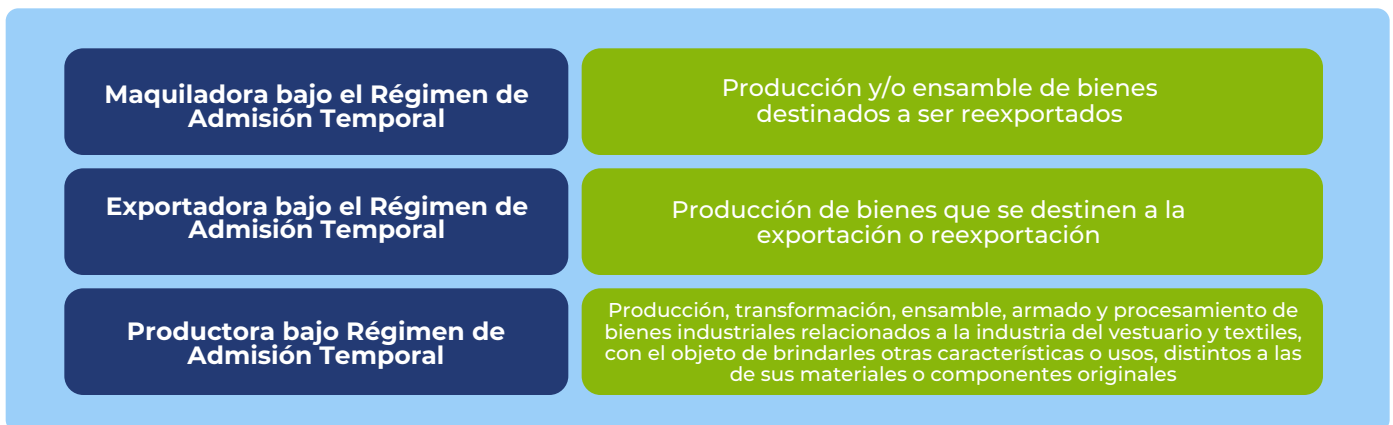 Maquiladora bajo el Régimen de
Admisión Temporal
Producción y/o ensamble de bienes
destinados a ser reexportados
Exportadora bajo el Régimen de
Admisión Temporal
Producción de bienes que se destinen a la
exportación o reexportación
Productora bajo Régimen de
Admisión Temporal
Producción, transformación, ensamble, armado y procesamiento de
bienes industriales relacionados a la industria del vestuario y textiles,
con el objeto de brindarles otras características o usos, distintos a las
de sus materiales o componentes originales